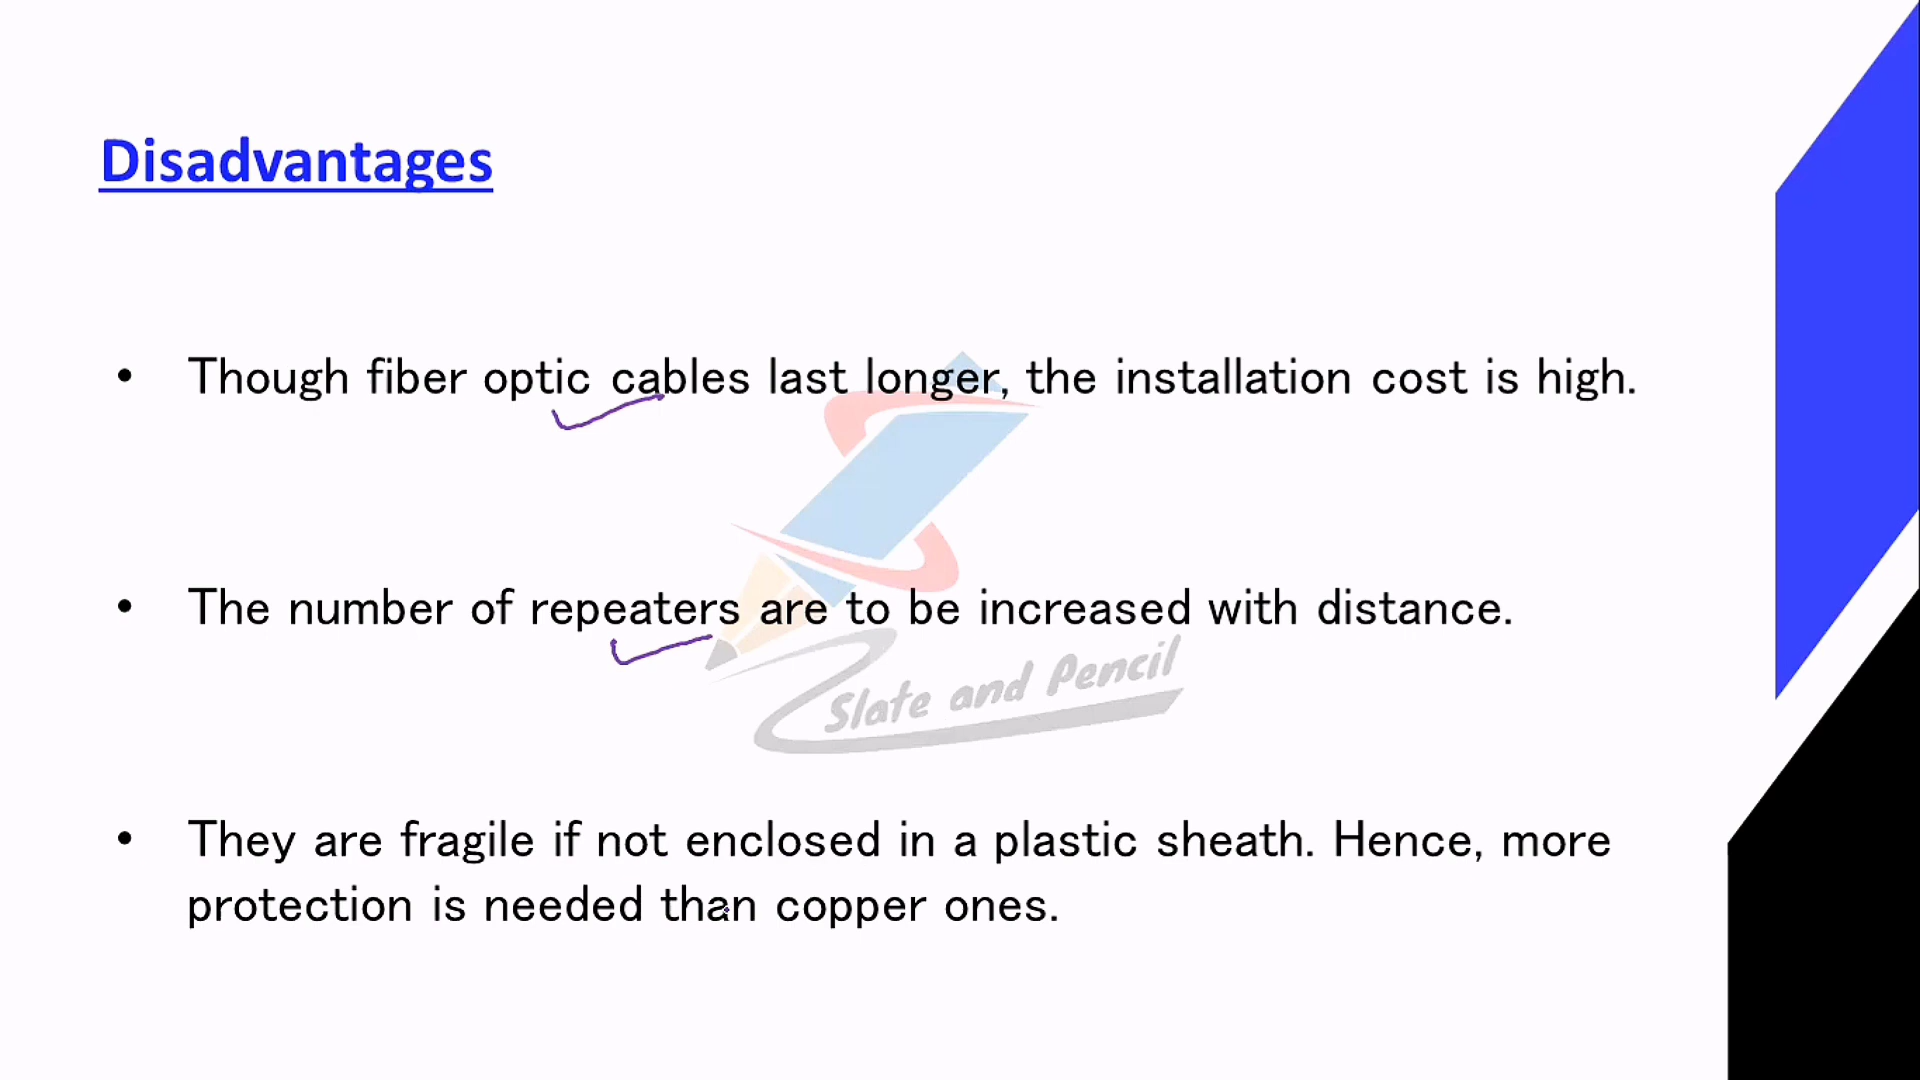 Disadvantages
• Though fiber optic cables last longer, the installation cost is high.
• The number of repeaters are to be increased with distance.
Slate and Pencil
• They are fragile if not enclosed in a plastic sheath. Hence, more
protection is needed than copper ones.